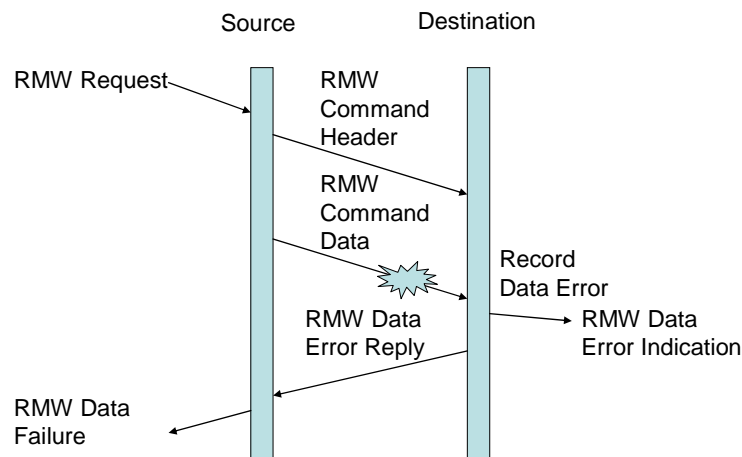 Source
Destination
RMW Request
RMW
Command
Header
RMW
Command
Data
Record
Data Error
RMW Data
Error Indication
RMW Data
Error Reply
RMW Data
Failure